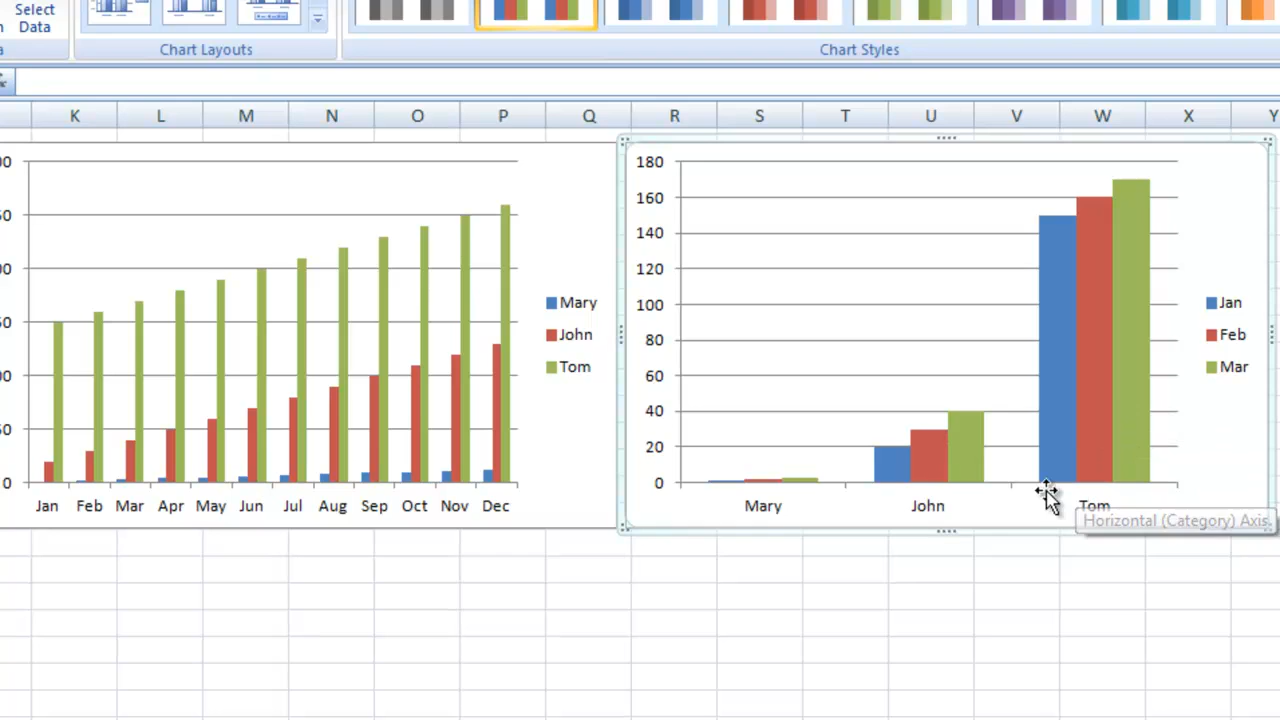 Select
Data
Chart Layouts
Chart Styles
K L M N O P Q R S T U V W X Y
180
160
140
120
100
80
60
40
20
0
Mary
John
Tom
Jan
Feb
Mar
Jan Feb Mar Apr May Jun Jul Aug Sep Oct Nov Dec
Mary John Tom
Horizontal (Category) Axis